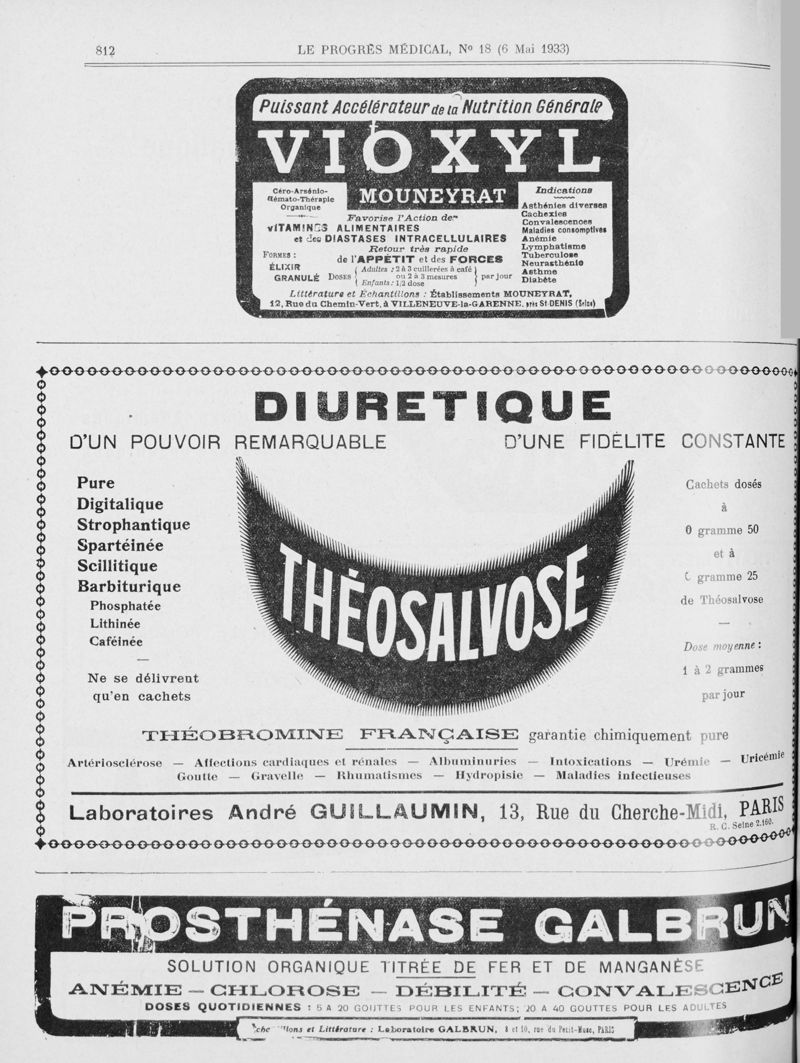 812
LE PROGRÈS MÉDICAL, No 18 (6 Mai 1933)
Puissant Accélérateur de la Nutrition Générale
VIOXYL
MOUNEYRAT
Céro-Arsénio-
Hémato-Thérapie
Organique
Favorise l'Action des
VITAMINES ALIMENTAIRES
et des DIASTASES INTRACELLULAIRES
Retour très rapide
de l'APPÉTIT et des FORCES
FORMES :
ÉLIXIR
GRANULÉ
DOSES
Adultes : 2 à 3 cuillerées à café
ou 2 à 3 mesures
Enfants : 1/2 dose
par jour
Indications
Asthénies diverses
Cachexies
Convalescences
Maladies consomptives
Anémie
Lymphatisme
Tuberculose
Neurasthénie
Asthme
Diabète
Littérature et Échantillons : Établissements MOUNEYRAT,
12, Rue du Chemin-Vert, à VILLENEUVE-la-GARENNE, près St-DENIS (Seine)
DIURETIQUE
D'UN POUVOIR REMARQUABLE D'UNE FIDÉLITE CONSTANTE
Pure
Digitalique
Strophantique
Spartéinée
Scillitique
Barbiturique
Phosphatée
Lithinée
Caféinée
Ne se délivrent
qu'en cachets
THÉOSALVOSE
Cachets dosés
à
0 gramme 50
et à
0 gramme 25
de Théosalvose
Dose moyenne :
1 à 2 grammes
par jour
THÉOBROMINE FRANÇAISE garantie chimiquement pure
Artériosclérose — Affections cardiaques et rénales — Albuminuries — Intoxications — Urémie — Uricémie
Goutte — Gravelle — Rhumatismes — Hydropisie — Maladies infectieuses
Laboratoires André GUILLAUMIN, 13, Rue du Cherche-Midi, PARIS
R. C. Seine 2.160.
PROSTHÉNASE GALBRUN
SOLUTION ORGANIQUE TITRÉE DE FER ET DE MANGANÈSE
ANÉMIE — CHLOROSE — DÉBILITÉ — CONVALESCENCE
DOSES QUOTIDIENNES : 5 A 20 GOUTTES POUR LES ENFANTS; 20 A 40 GOUTTES POUR LES ADULTES
Échantillons et Littérature : Laboratoire GALBRUN, 8 et 10, rue du Petit-Musc, PARIS